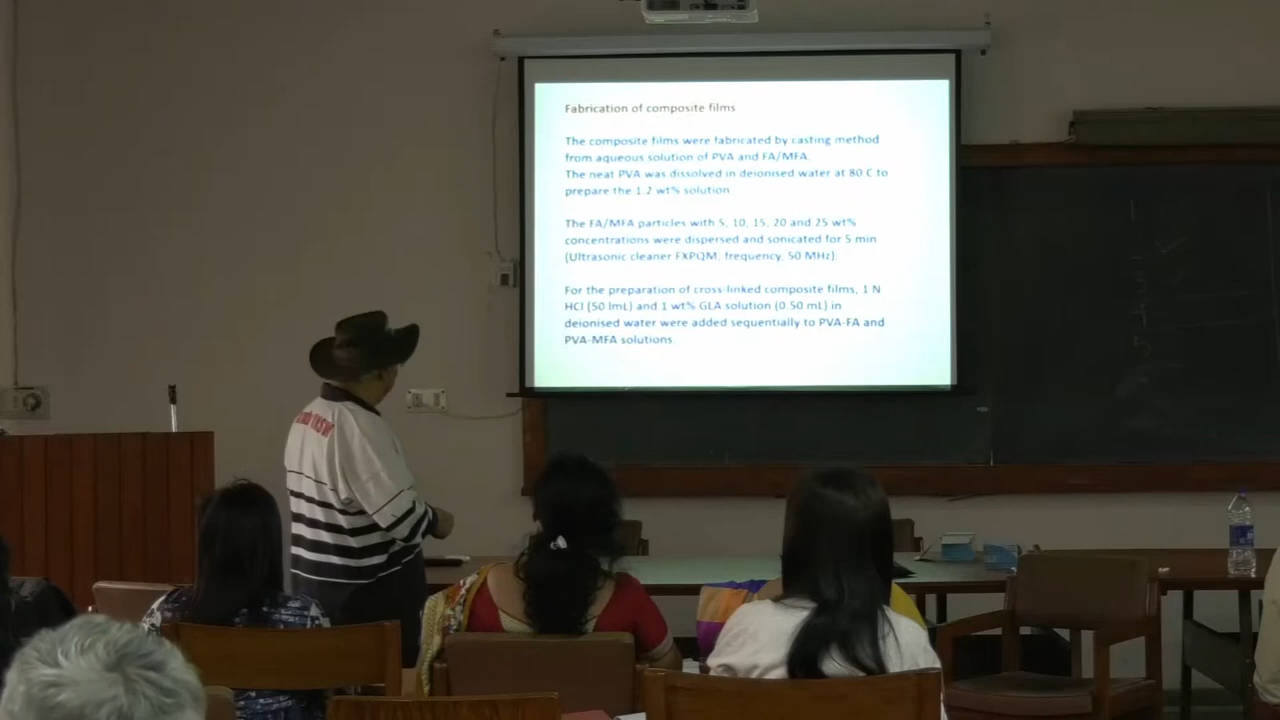 Fabrication of composite films
The composite films were fabricated by casting method
from aqueous solution of PVA and FA/MFA.
The neat PVA was dissolved in deionised water at 80 C to
prepare the 1.2 wt% solution
The FA/MFA particles with 5, 10, 15, 20 and 25 wt%
concentrations were dispersed and sonicated for 5 min
(Ultrasonic cleaner FXPQM, frequency, 50 MHz).
For the preparation of cross-linked composite films, 1 N
HCl (50 lmL) and 1 wt% GLA solution (0.50 mL) in
deionised water were added sequentially to PVA-FA and
PVA-MFA solutions.